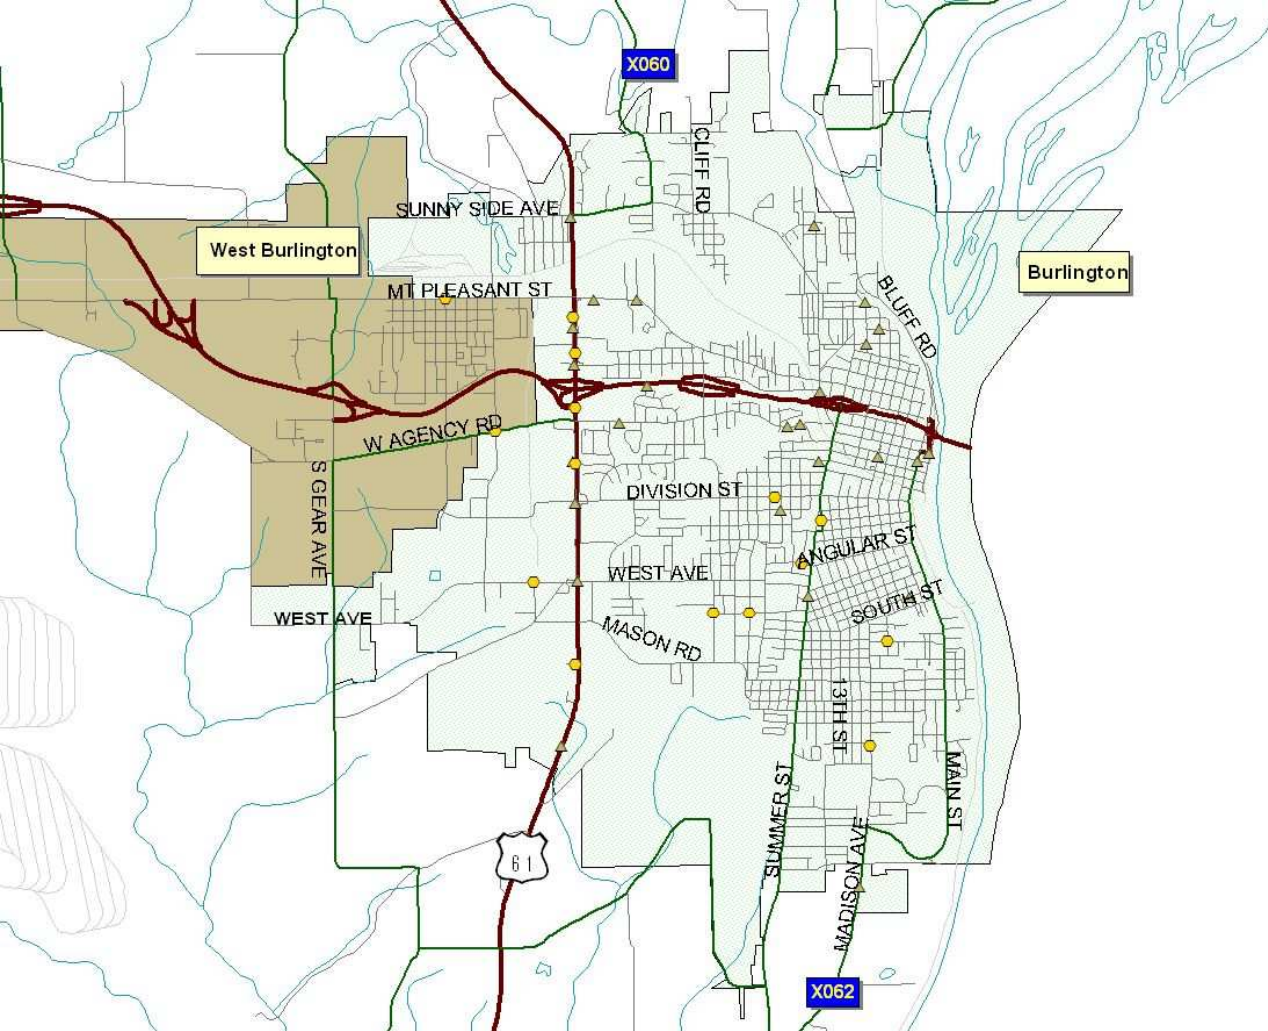 X060
CLIFF RD
SUNNY SIDE AVE
West Burlington
Burlington
MT PLEASANT ST
BLUFF RD
W AGENCY RD
S GEAR AVE
DIVISION ST
ANGULAR ST
WEST AVE
SOUTH ST
WEST AVE
MASON RD
13TH ST
MAIN ST
SUMMER ST
MADISON AVE
61
X062